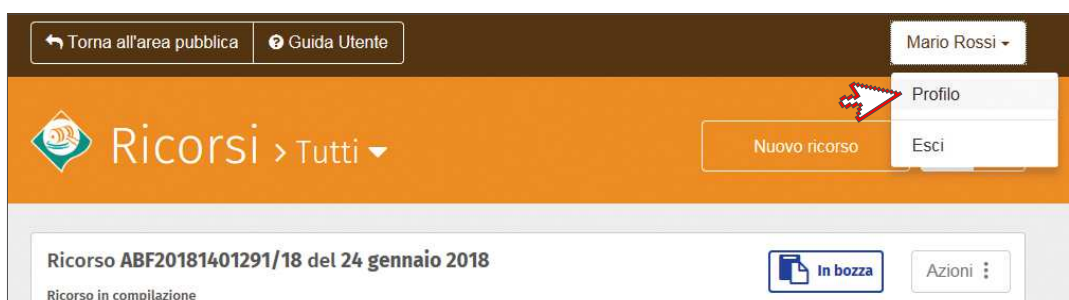 Torna all'area pubblica
Guida Utente
Mario Rossi
Profilo
Esci
Ricorsi > Tutti
Nuovo ricorso
Ricorso ABF20181401291/18 del 24 gennaio 2018
In bozza
Azioni
Ricorso in compilazione